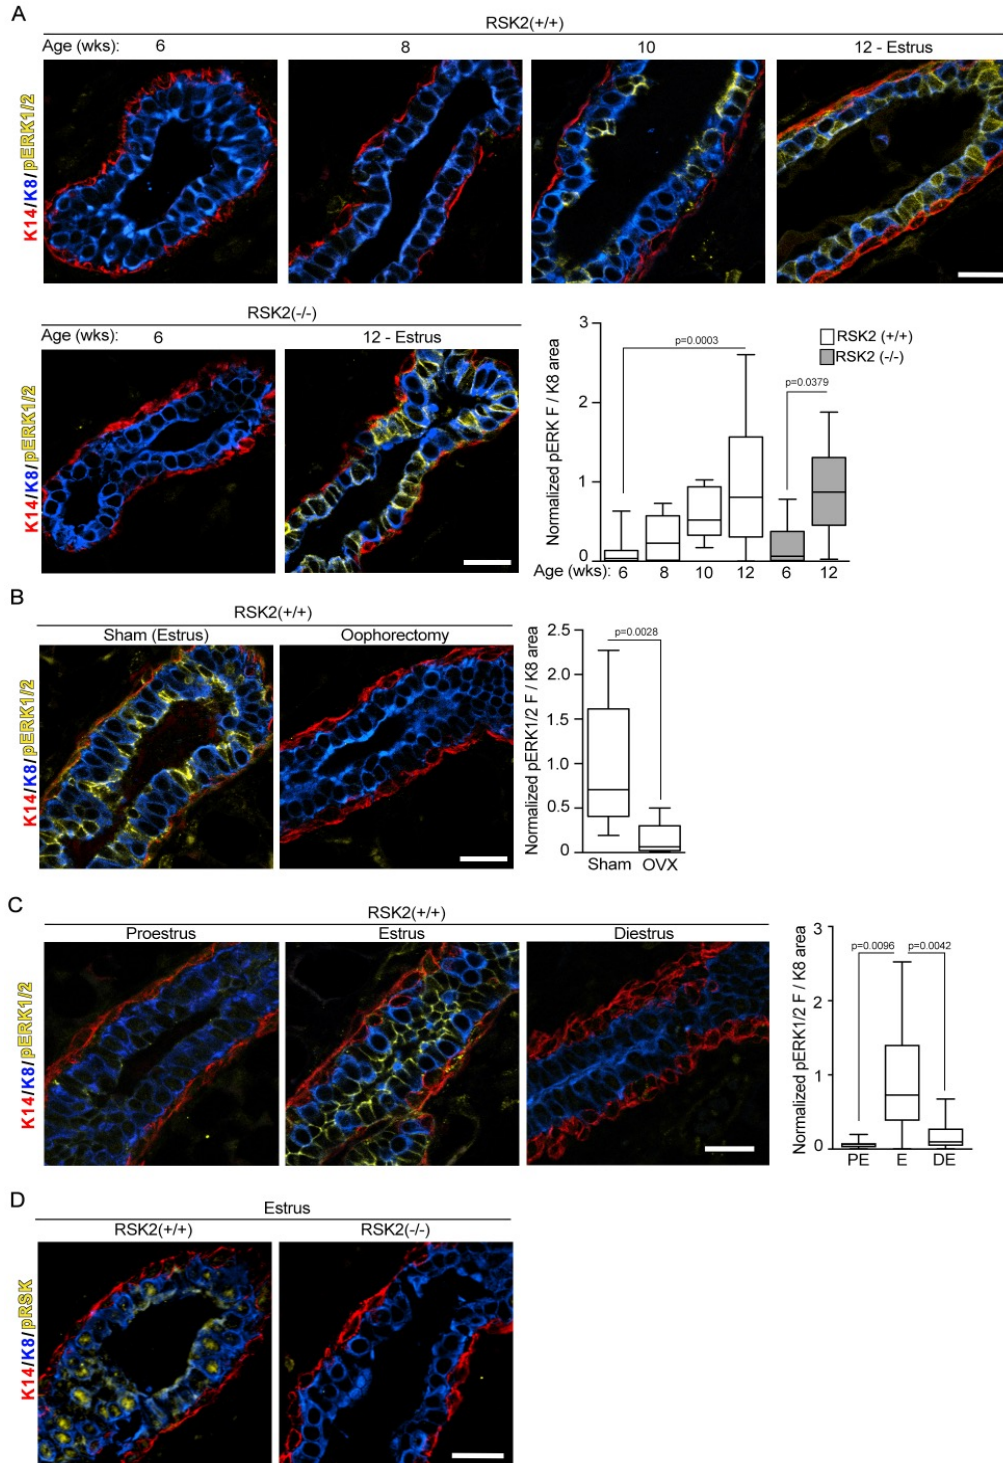 A
RSK2(+/+)
Age (wks): 6 8 10 12 - Estrus
K14/K8/pERK1/2
RSK2(-/-)
Age (wks): 6 12 - Estrus
K14/K8/pERK1/2
Normalized pERK F / K8 area
3
2
1
0
p=0.0003
p=0.0379
RSK2 (+/+)
RSK2 (-/-)
Age (wks): 6 8 10 12 6 12
B
RSK2(+/+)
Sham (Estrus) Oophorectomy
K14/K8/pERK1/2
Normalized pERK1/2 F / K8 area
2.5
2.0
1.5
1.0
0.5
0
p=0.0028
Sham OVX
C
RSK2(+/+)
Proestrus Estrus Diestrus
K14/K8/pERK1/2
Normalized pERK1/2 F / K8 area
3
2
1
0
p=0.0096 p=0.0042
PE E DE
D
Estrus
RSK2(+/+) RSK2(-/-)
K14/K8/pRSK